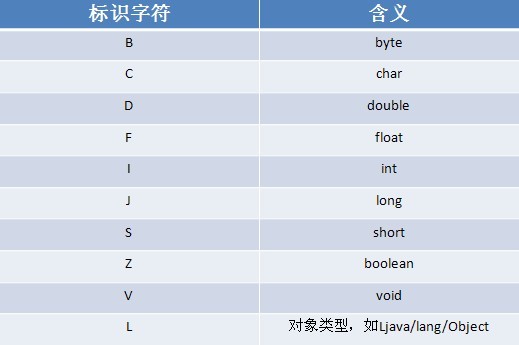 标识字符 含义
B byte
C char
D double
F float
I int
J long
S short
Z boolean
V void
L 对象类型，如Ljava/lang/Object